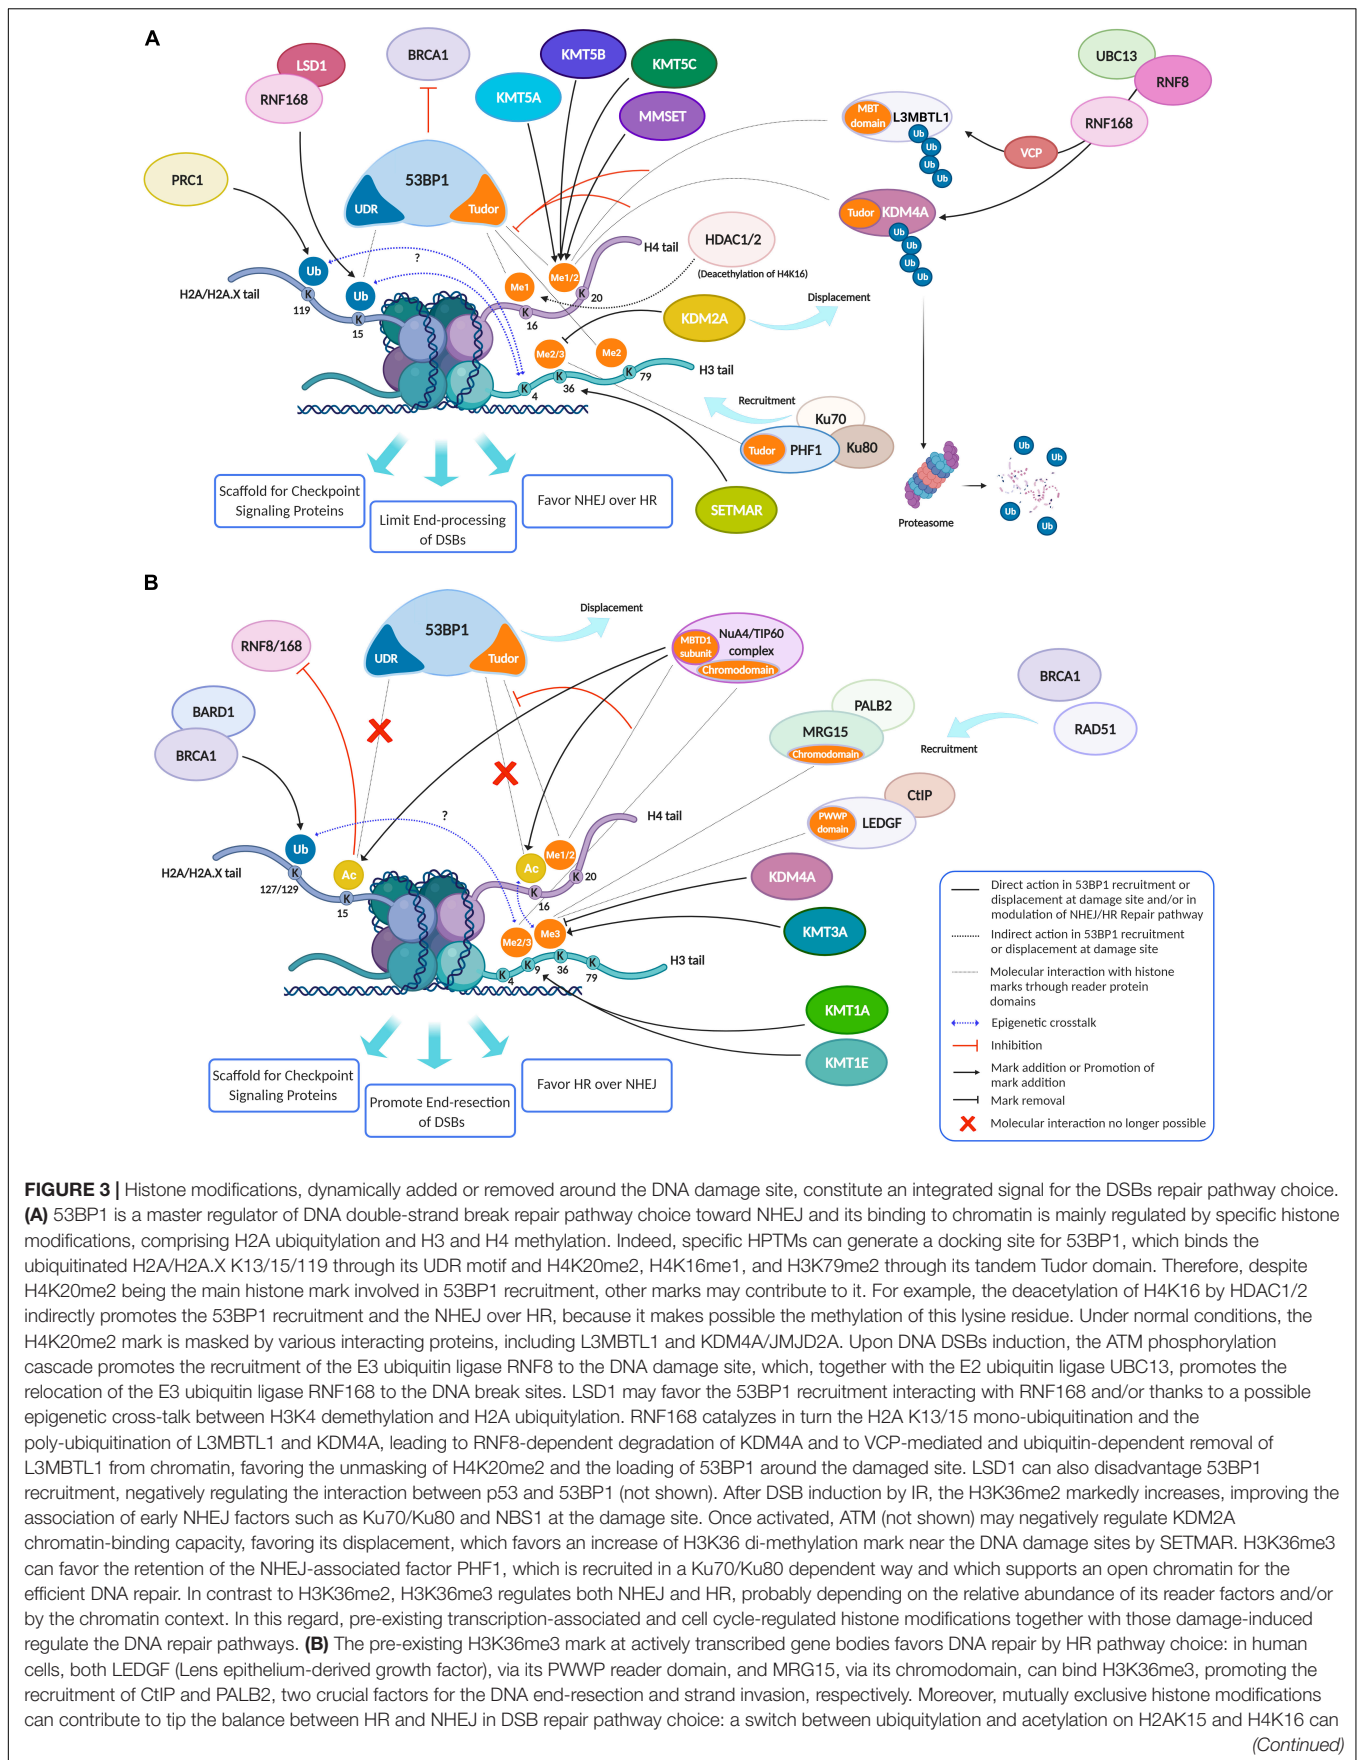 A
LSD1
RNF168
BRCA1
KMT5B
KMT5C
KMT5A
MMSET
UBC13
RNF8
RNF168
MBT
domain
L3MBTL1
Ub
Ub
Ub
Ub
VCP
PRC1
53BP1
UDR
Tudor
Tudor
KDM4A
Ub
Ub
Ub
Ub
HDAC1/2
(Deacethylation of H4K16)
H4 tail
?
Ub
Ub
H2A/H2A.X tail
K
119
K
15
Me1
Me1/2
K
20
K
16
KDM2A
Displacement
Me2/3
Me2
K
4
K
36
K
79
H3 tail
Recruitment
Ku70
Ku80
Tudor
PHF1
SETMAR
Proteasome
Ub
Ub
Ub
Ub
Scaffold for Checkpoint
Signaling Proteins
Limit End-processing
of DSBs
Favor NHEJ over HR
B
RNF8/168
53BP1
UDR
Tudor
Displacement
MBTD1
subunit
NuA4/TIP60
complex
Chromodomain
BARD1
BRCA1
PALB2
MRG15
Chromodomain
BRCA1
RAD51
Recruitment
CtIP
PWWP
domain
LEDGF
?
Ub
H2A/H2A.X tail
K
127/129
Ac
K
15
H4 tail
Ac
Me1/2
K
20
K
16
KDM4A
KMT3A
Me2/3
Me3
K
4
K
9
K
36
K
79
H3 tail
KMT1A
KMT1E
Scaffold for Checkpoint
Signaling Proteins
Promote End-resection
of DSBs
Favor HR over NHEJ
Direct action in 53BP1 recruitment or
displacement at damage site and/or in
modulation of NHEJ/HR Repair pathway
Indirect action in 53BP1 recruitment
or displacement at damage site
Molecular interaction with histone
marks trhough reader protein
domains
Epigenetic crosstalk
Inhibition
Mark addition or Promotion of
mark addition
Mark removal
Molecular interaction no longer possible
FIGURE 3 | Histone modifications, dynamically added or removed around the DNA damage site, constitute an integrated signal for the DSBs repair pathway choice.
(A) 53BP1 is a master regulator of DNA double-strand break repair pathway choice toward NHEJ and its binding to chromatin is mainly regulated by specific histone
modifications, comprising H2A ubiquitylation and H3 and H4 methylation. Indeed, specific HPTMs can generate a docking site for 53BP1, which binds the
ubiquitinated H2A/H2A.X K13/15/119 through its UDR motif and H4K20me2, H4K16me1, and H3K79me2 through its tandem Tudor domain. Therefore, despite
H4K20me2 being the main histone mark involved in 53BP1 recruitment, other marks may contribute to it. For example, the deacetylation of H4K16 by HDAC1/2
indirectly promotes the 53BP1 recruitment and the NHEJ over HR, because it makes possible the methylation of this lysine residue. Under normal conditions, the
H4K20me2 mark is masked by various interacting proteins, including L3MBTL1 and KDM4A/JMJD2A. Upon DNA DSBs induction, the ATM phosphorylation
cascade promotes the recruitment of the E3 ubiquitin ligase RNF8 to the DNA damage site, which, together with the E2 ubiquitin ligase UBC13, promotes the
relocation of the E3 ubiquitin ligase RNF168 to the DNA break sites. LSD1 may favor the 53BP1 recruitment interacting with RNF168 and/or thanks to a possible
epigenetic cross-talk between H3K4 demethylation and H2A ubiquitylation. RNF168 catalyzes in turn the H2A K13/15 mono-ubiquitination and the
poly-ubiquitination of L3MBTL1 and KDM4A, leading to RNF8-dependent degradation of KDM4A and to VCP-mediated and ubiquitin-dependent removal of
L3MBTL1 from chromatin, favoring the unmasking of H4K20me2 and the loading of 53BP1 around the damaged site. LSD1 can also disadvantage 53BP1
recruitment, negatively regulating the interaction between p53 and 53BP1 (not shown). After DSB induction by IR, the H3K36me2 markedly increases, improving the
association of early NHEJ factors such as Ku70/Ku80 and NBS1 at the damage site. Once activated, ATM (not shown) may negatively regulate KDM2A
chromatin-binding capacity, favoring its displacement, which favors an increase of H3K36 di-methylation mark near the DNA damage sites by SETMAR. H3K36me3
can favor the retention of the NHEJ-associated factor PHF1, which is recruited in a Ku70/Ku80 dependent way and which supports an open chromatin for the
efficient DNA repair. In contrast to H3K36me2, H3K36me3 regulates both NHEJ and HR, probably depending on the relative abundance of its reader factors and/or
by the chromatin context. In this regard, pre-existing transcription-associated and cell cycle-regulated histone modifications together with those damage-induced
regulate the DNA repair pathways. (B) The pre-existing H3K36me3 mark at actively transcribed gene bodies favors DNA repair by HR pathway choice: in human
cells, both LEDGF (Lens epithelium-derived growth factor), via its PWWP reader domain, and MRG15, via its chromodomain, can bind H3K36me3, promoting the
recruitment of CtIP and PALB2, two crucial factors for the DNA end-resection and strand invasion, respectively. Moreover, mutually exclusive histone modifications
can contribute to tip the balance between HR and NHEJ in DSB repair pathway choice: a switch between ubiquitylation and acetylation on H2AK15 and H4K16 can
(Continued)